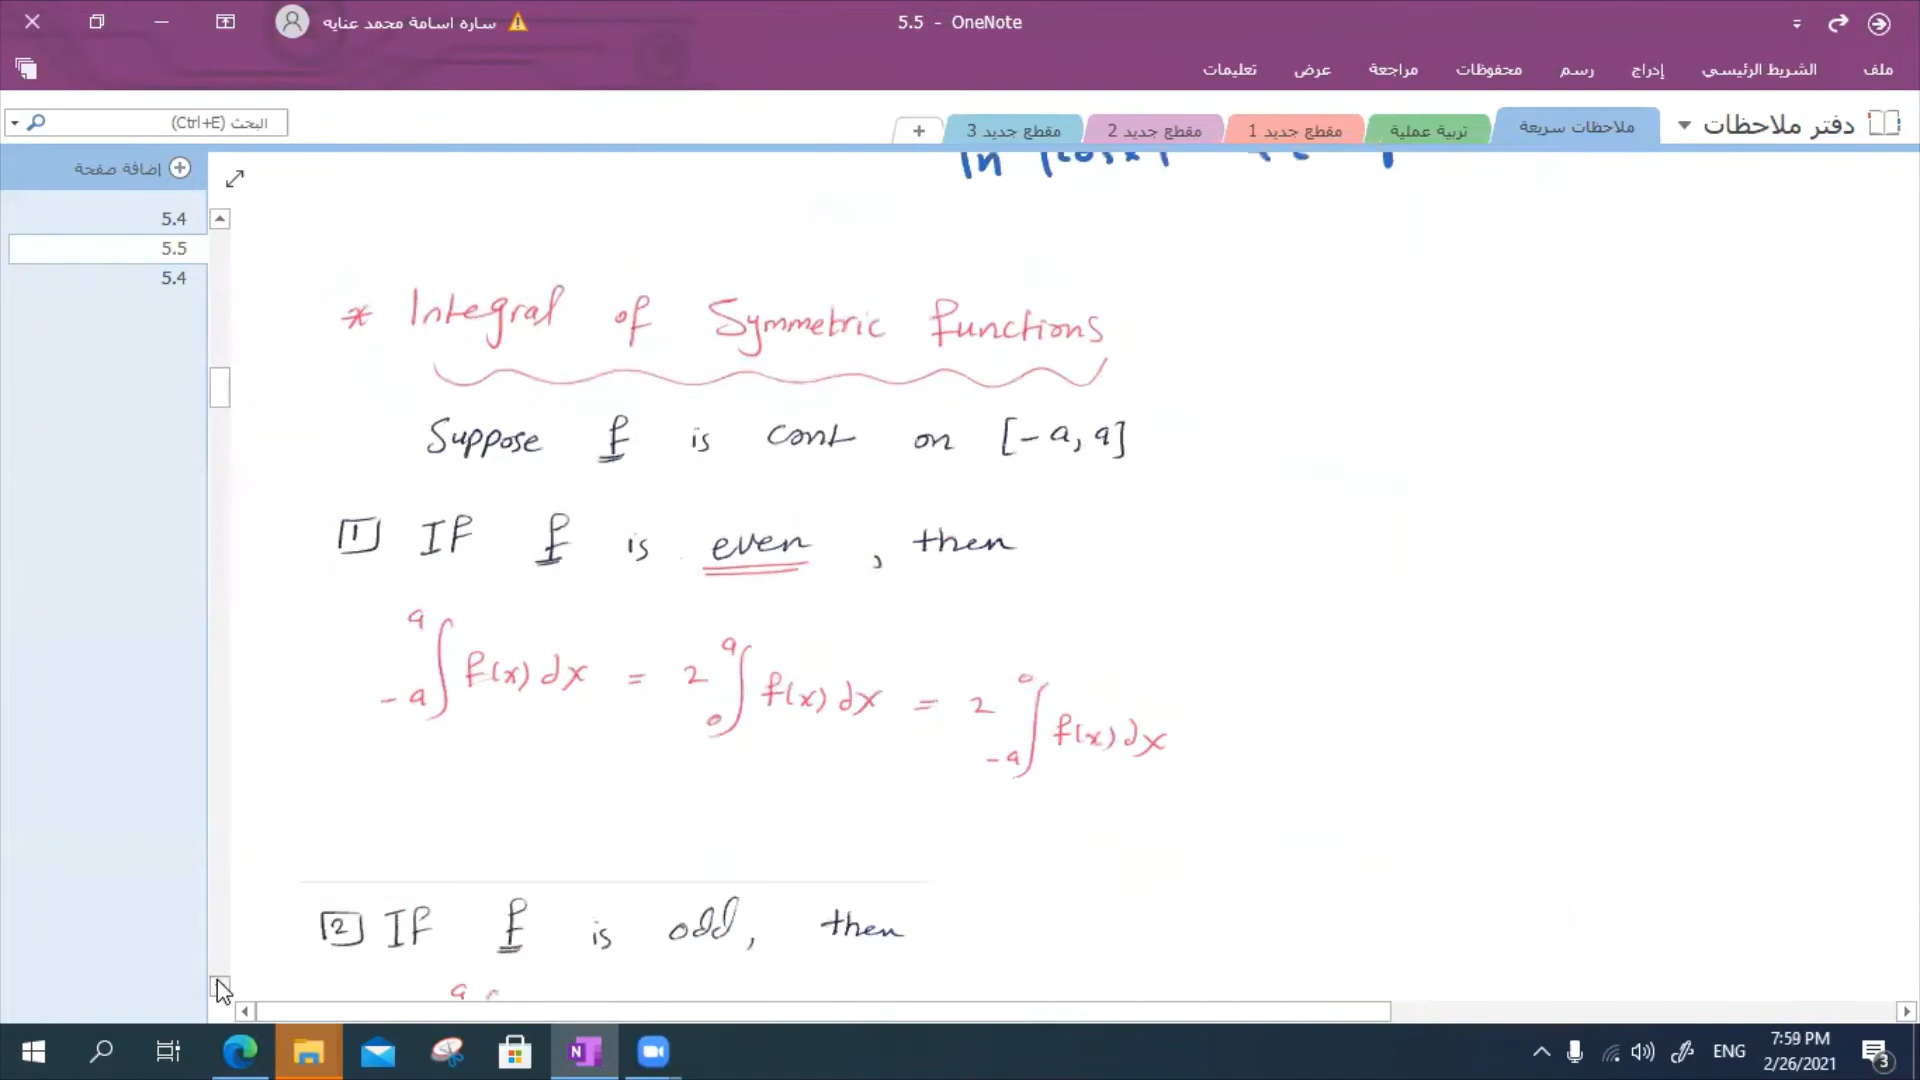 ساره اسامة محمد عنايه
5.5 - OneNote
ملف الشريط الرئيسي إدراج رسم محفوظات مراجعة عرض تعليمات
دفتر ملاحظات
ملاحظات سريعة
تربية عملية
مقطع جديد 1
مقطع جديد 2
مقطع جديد 3
+
البحث (Ctrl+E)
إضافة صفحة
5.4
5.5
5.4
* Integral of Symmetric functions
Suppose f is cont on [-a, a]
1 If f is even, then
-a∫a f(x) dx = 2 0∫a f(x) dx = 2 -a∫0 f(x) dx
2 If f is odd, then
a
ENG
7:59 PM
2/26/2021
3